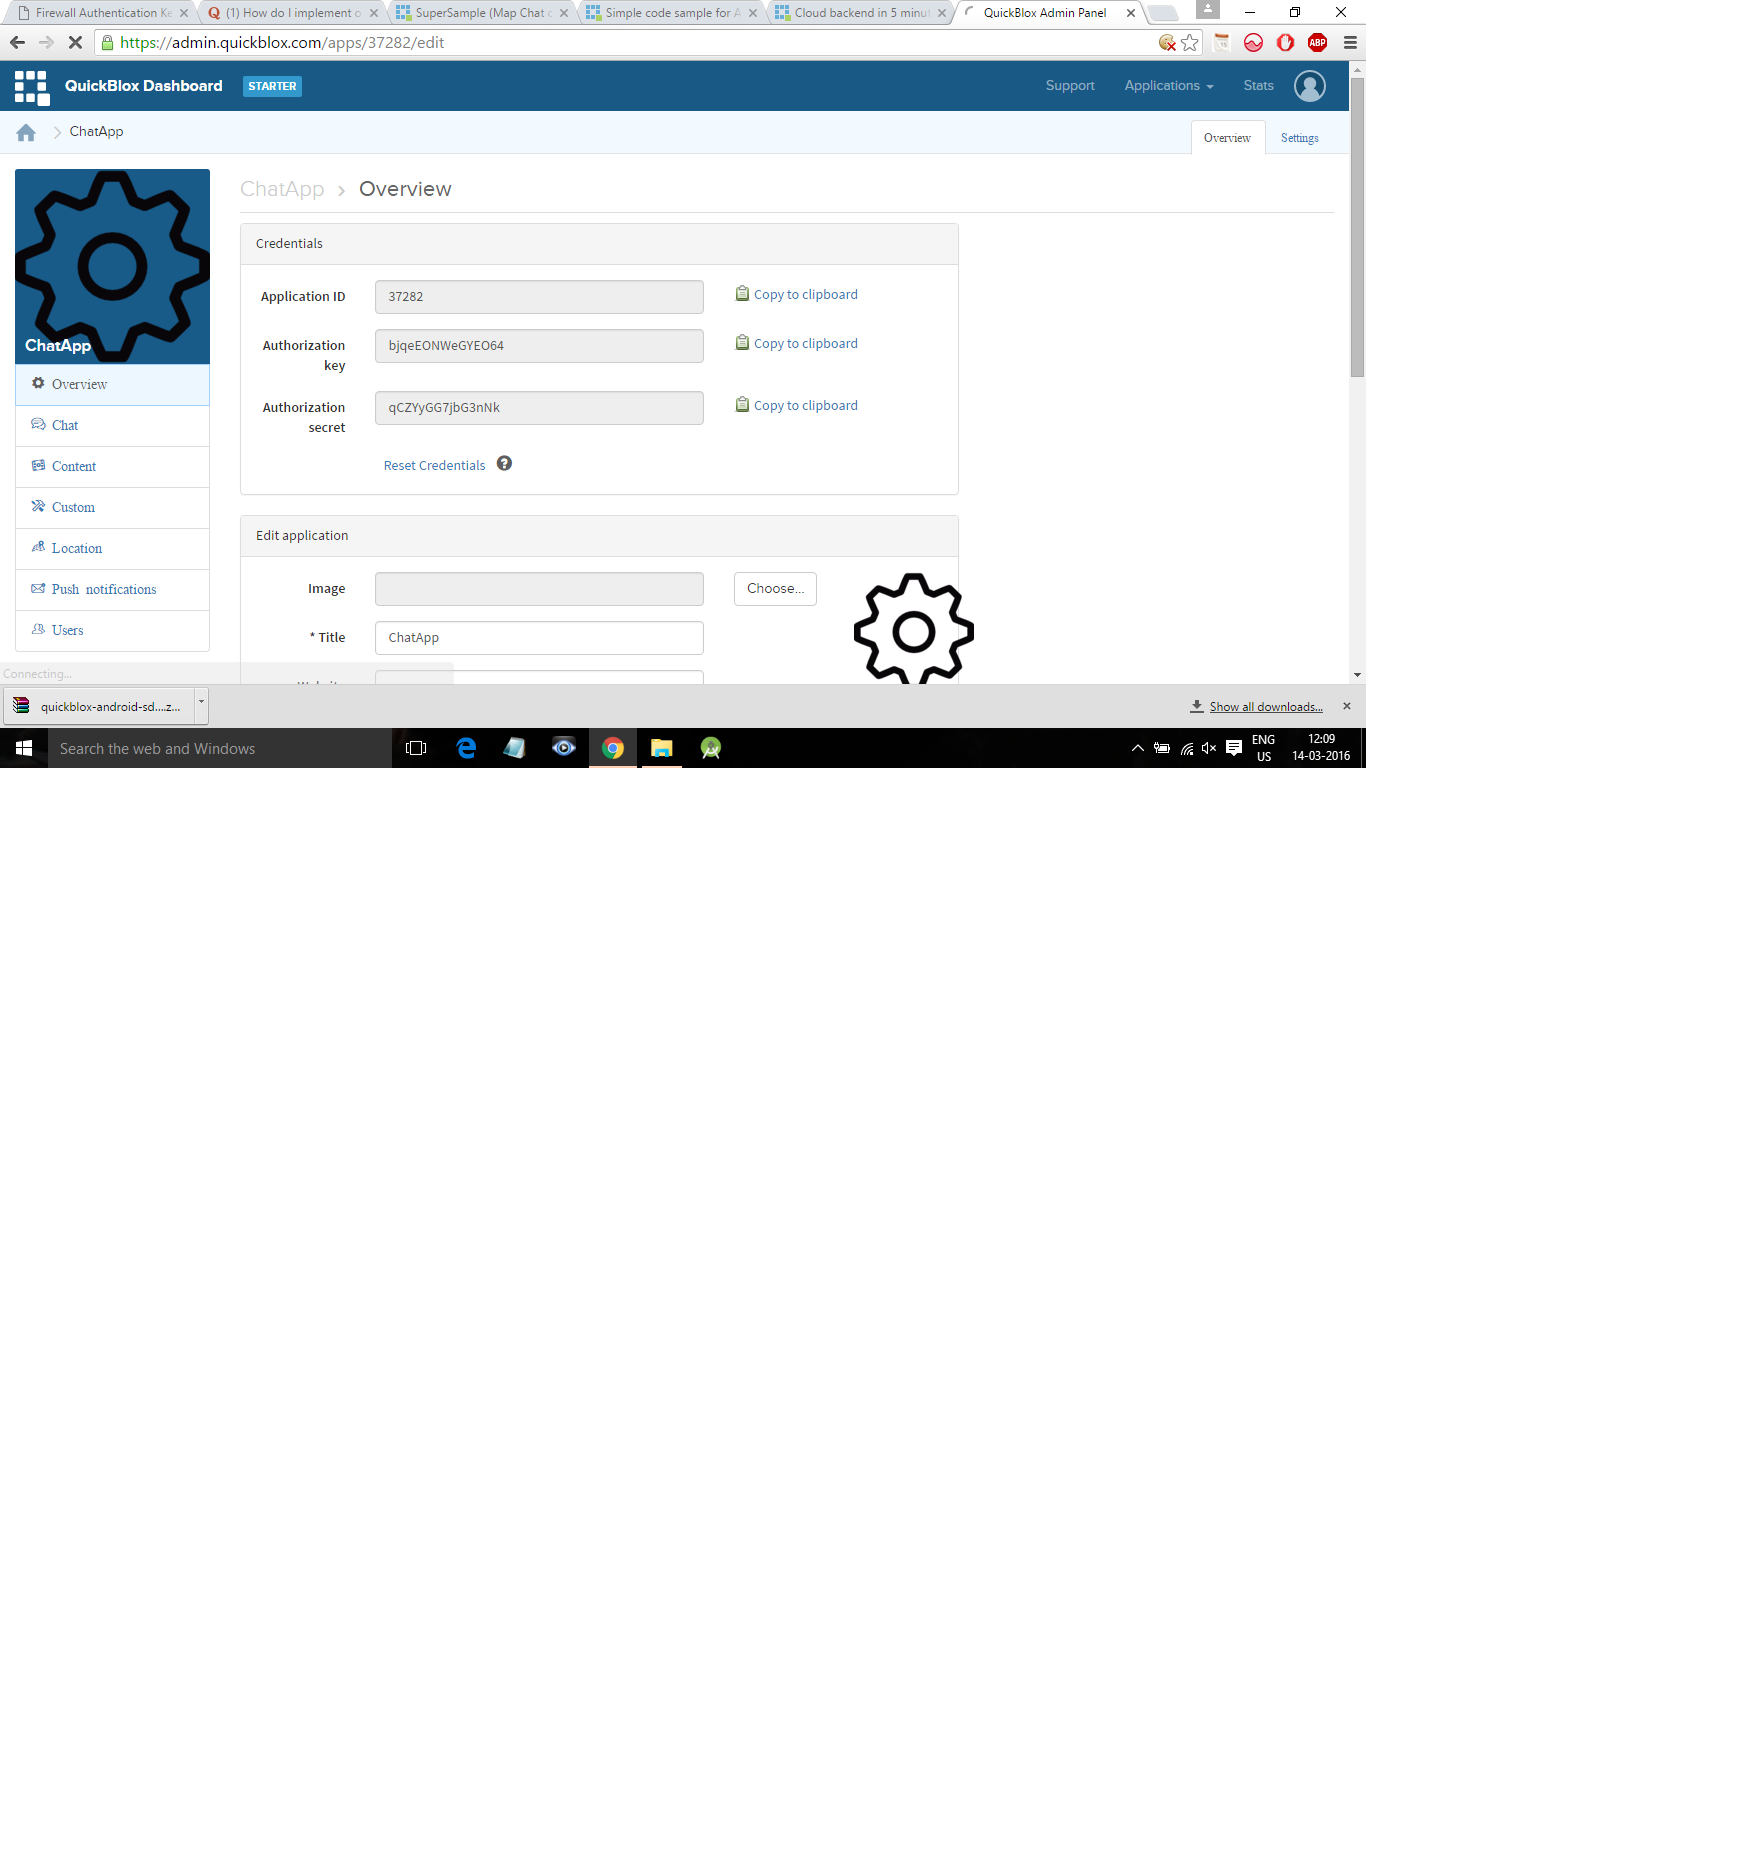 Firewall Authentication Ke
(1) How do I implement o
SuperSample (Map Chat o
Simple code sample for A
Cloud backend in 5 minut
QuickBlox Admin Panel
https://admin.quickblox.com/apps/37282/edit
ABP
QuickBlox Dashboard STARTER
Support Applications Stats
ChatApp
Overview Settings
ChatApp › Overview
Credentials
Application ID 37282 Copy to clipboard
Authorization key bjqeEONWeGYEO64 Copy to clipboard
Authorization secret qCZYyGG7jbG3nNk Copy to clipboard
Reset Credentials ?
ChatApp
Overview
Chat
Content
Custom
Location
Push notifications
Users
Edit application
Image Choose...
* Title ChatApp
Connecting...
quickblox-android-sd....z...
Show all downloads...
Search the web and Windows
ENG
US
12:09
14-03-2016